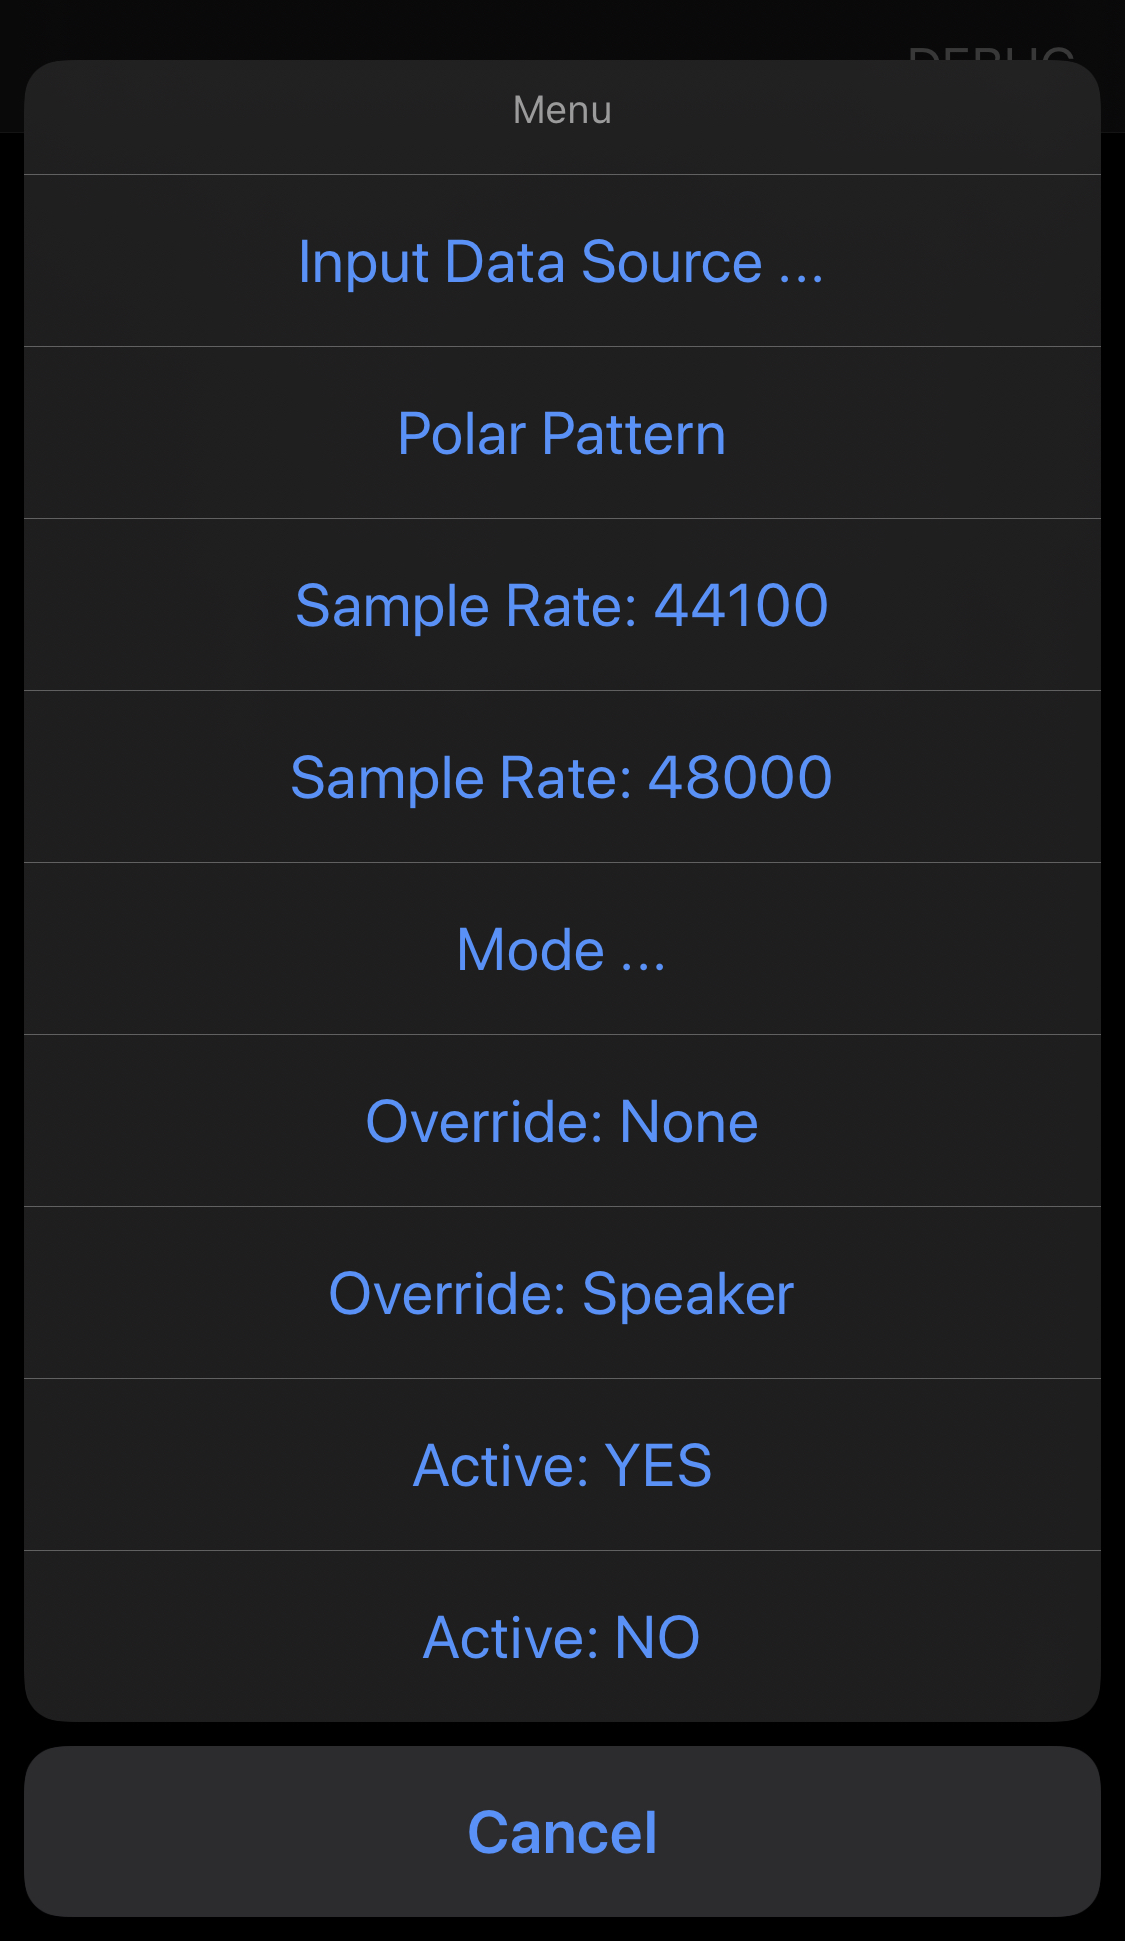 DEBUG
Menu
Input Data Source ...
Polar Pattern
Sample Rate: 44100
Sample Rate: 48000
Mode ...
Override: None
Override: Speaker
Active: YES
Active: NO
Cancel